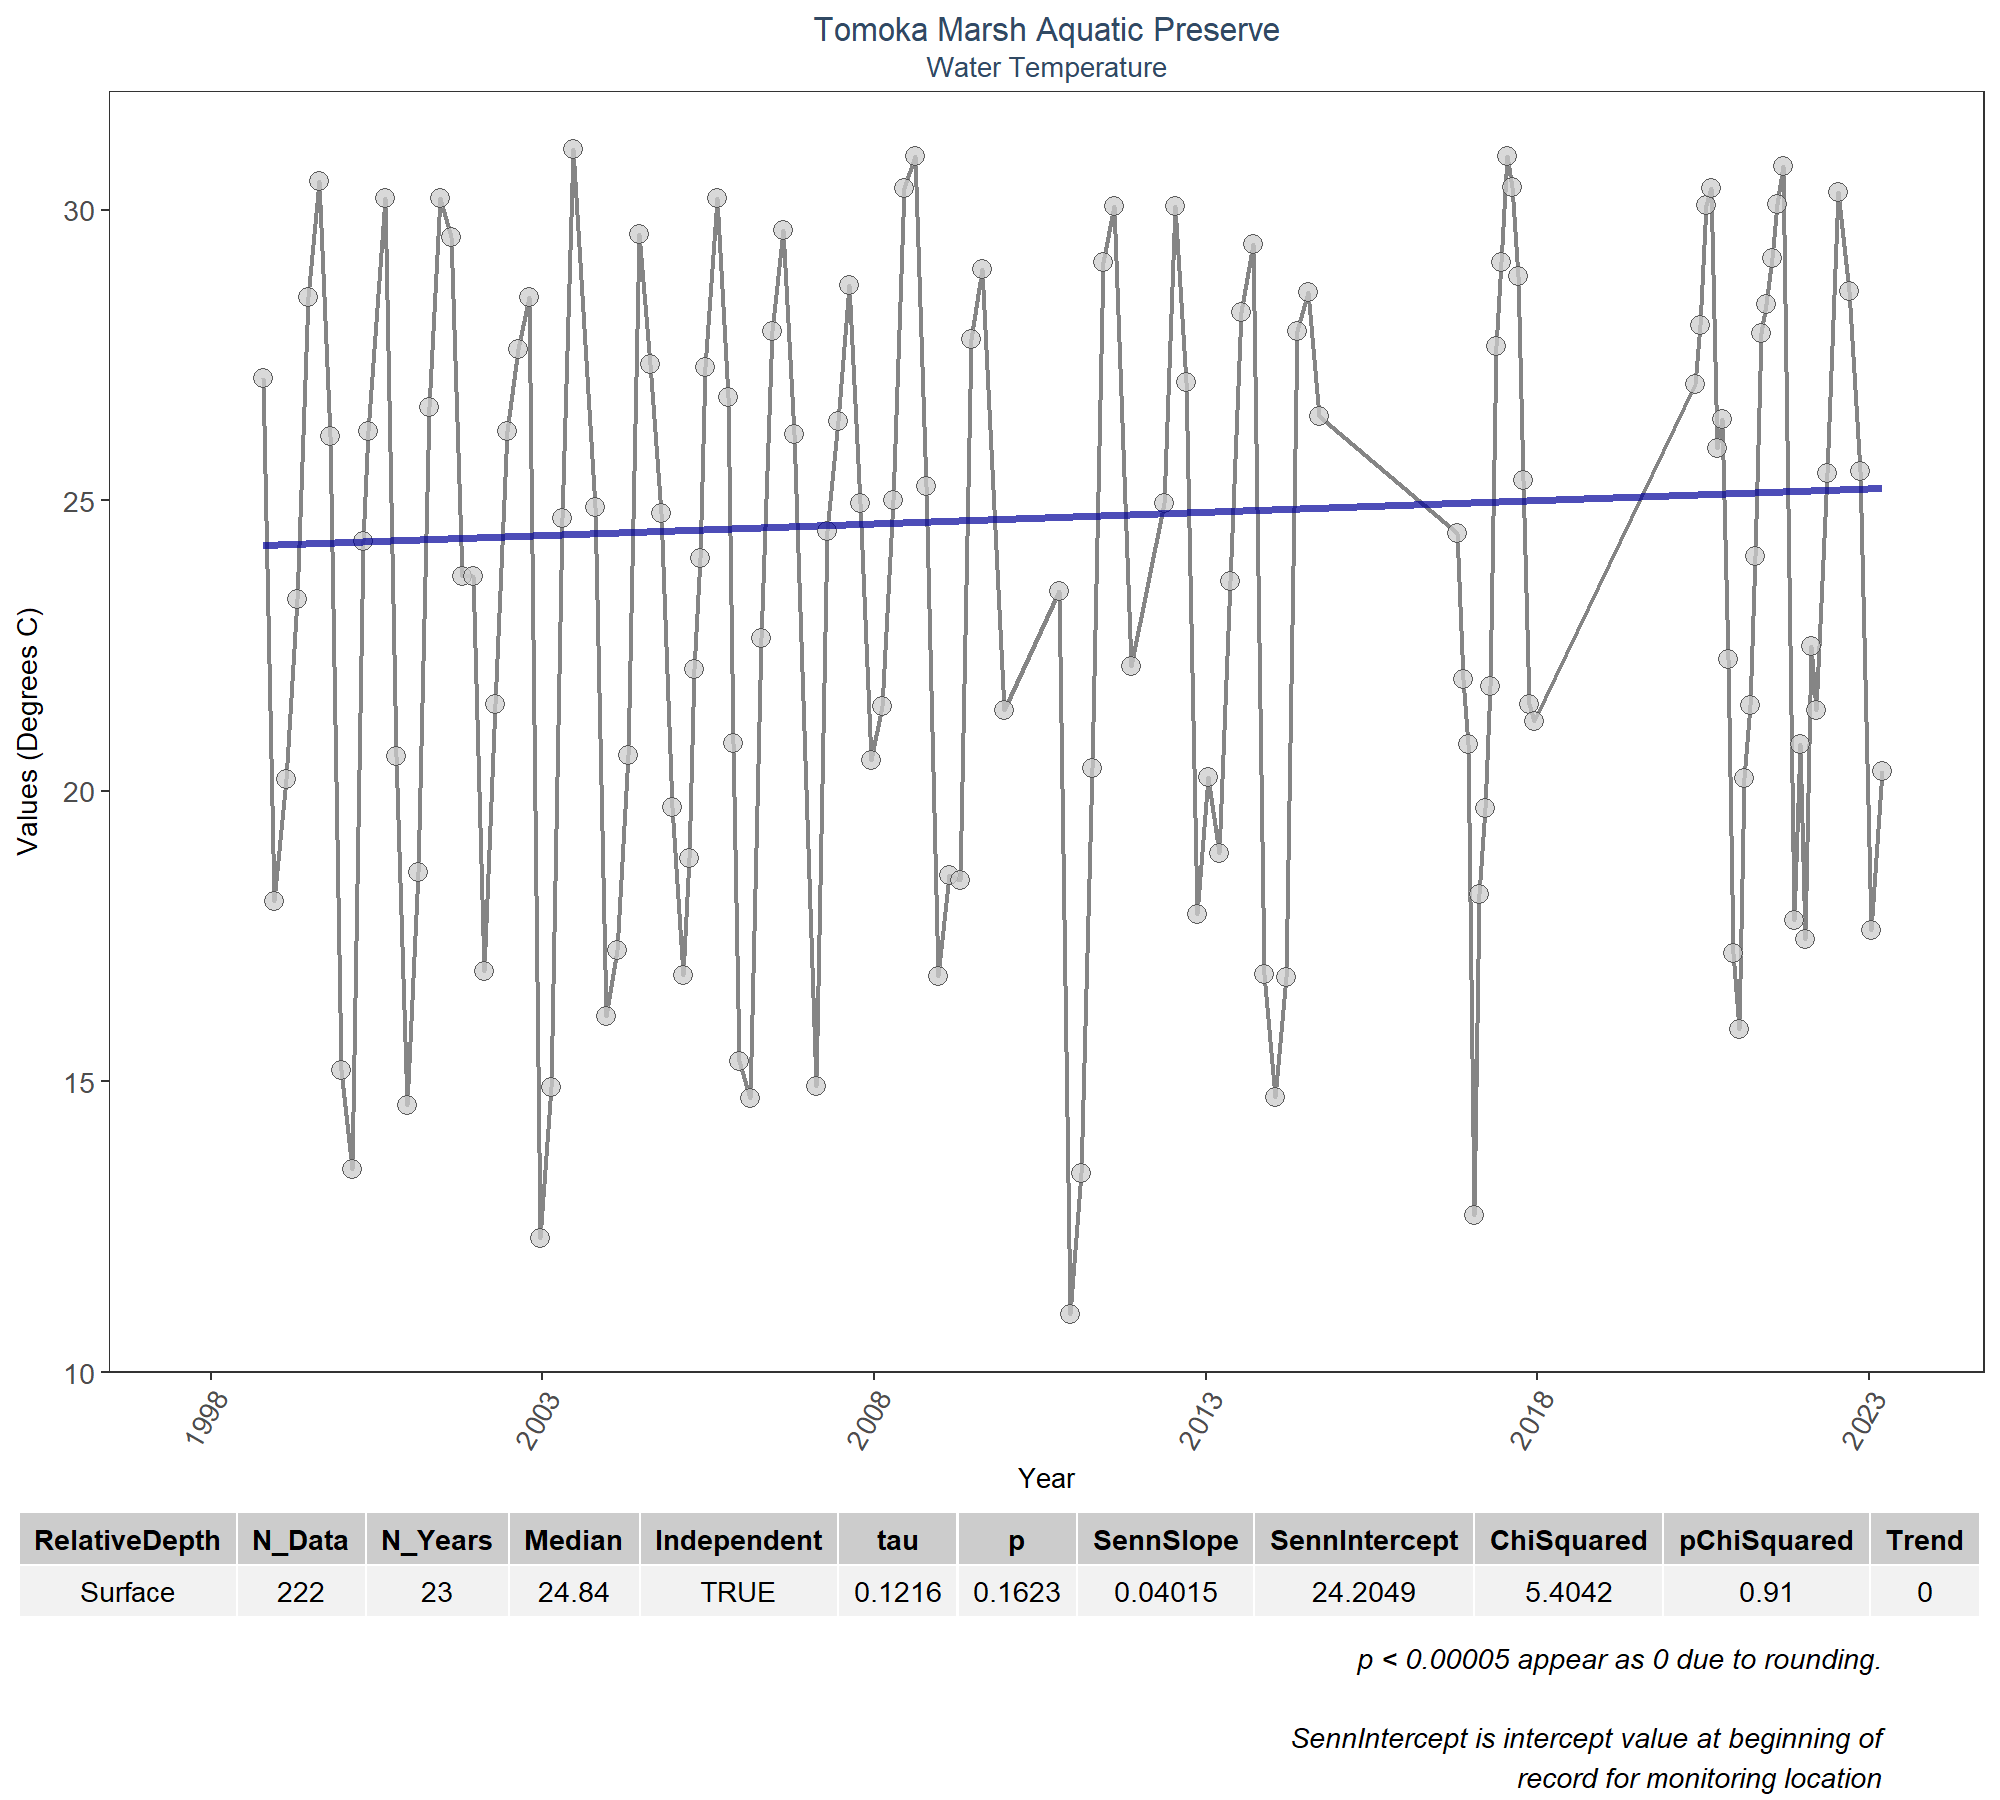 Tomoka Marsh Aquatic Preserve
Water Temperature
Values (Degrees C)
30
25
20
15
10
1998 2003 2008 2013 2018 2023
Year
RelativeDepth N_Data N_Years Median Independent tau p SennSlope SennIntercept ChiSquared pChiSquared Trend
Surface 222 23 24.84 TRUE 0.1216 0.1623 0.04015 24.2049 5.4042 0.91 0
p < 0.00005 appear as 0 due to rounding.
SennIntercept is intercept value at beginning of
record for monitoring location